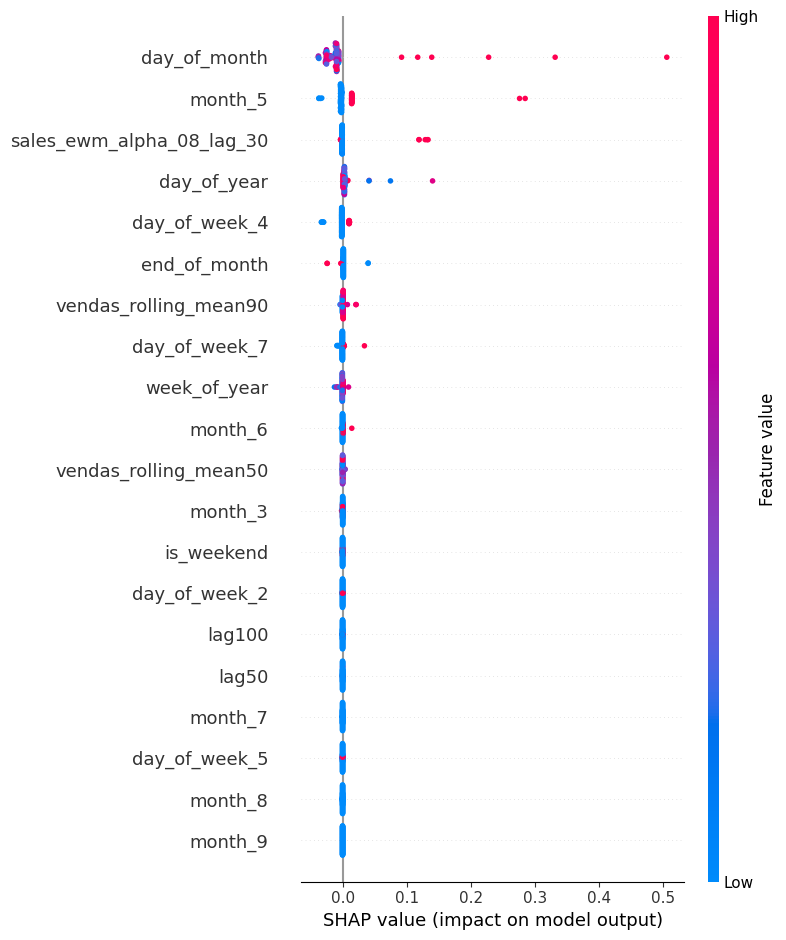 High
day_of_month
month_5
sales_ewm_alpha_08_lag_30
day_of_year
day_of_week_4
end_of_month
vendas_rolling_mean90
day_of_week_7
week_of_year
month_6
vendas_rolling_mean50
month_3
is_weekend
day_of_week_2
lag100
lag50
month_7
day_of_week_5
month_8
month_9
Feature value
Low
0.0 0.1 0.2 0.3 0.4 0.5
SHAP value (impact on model output)